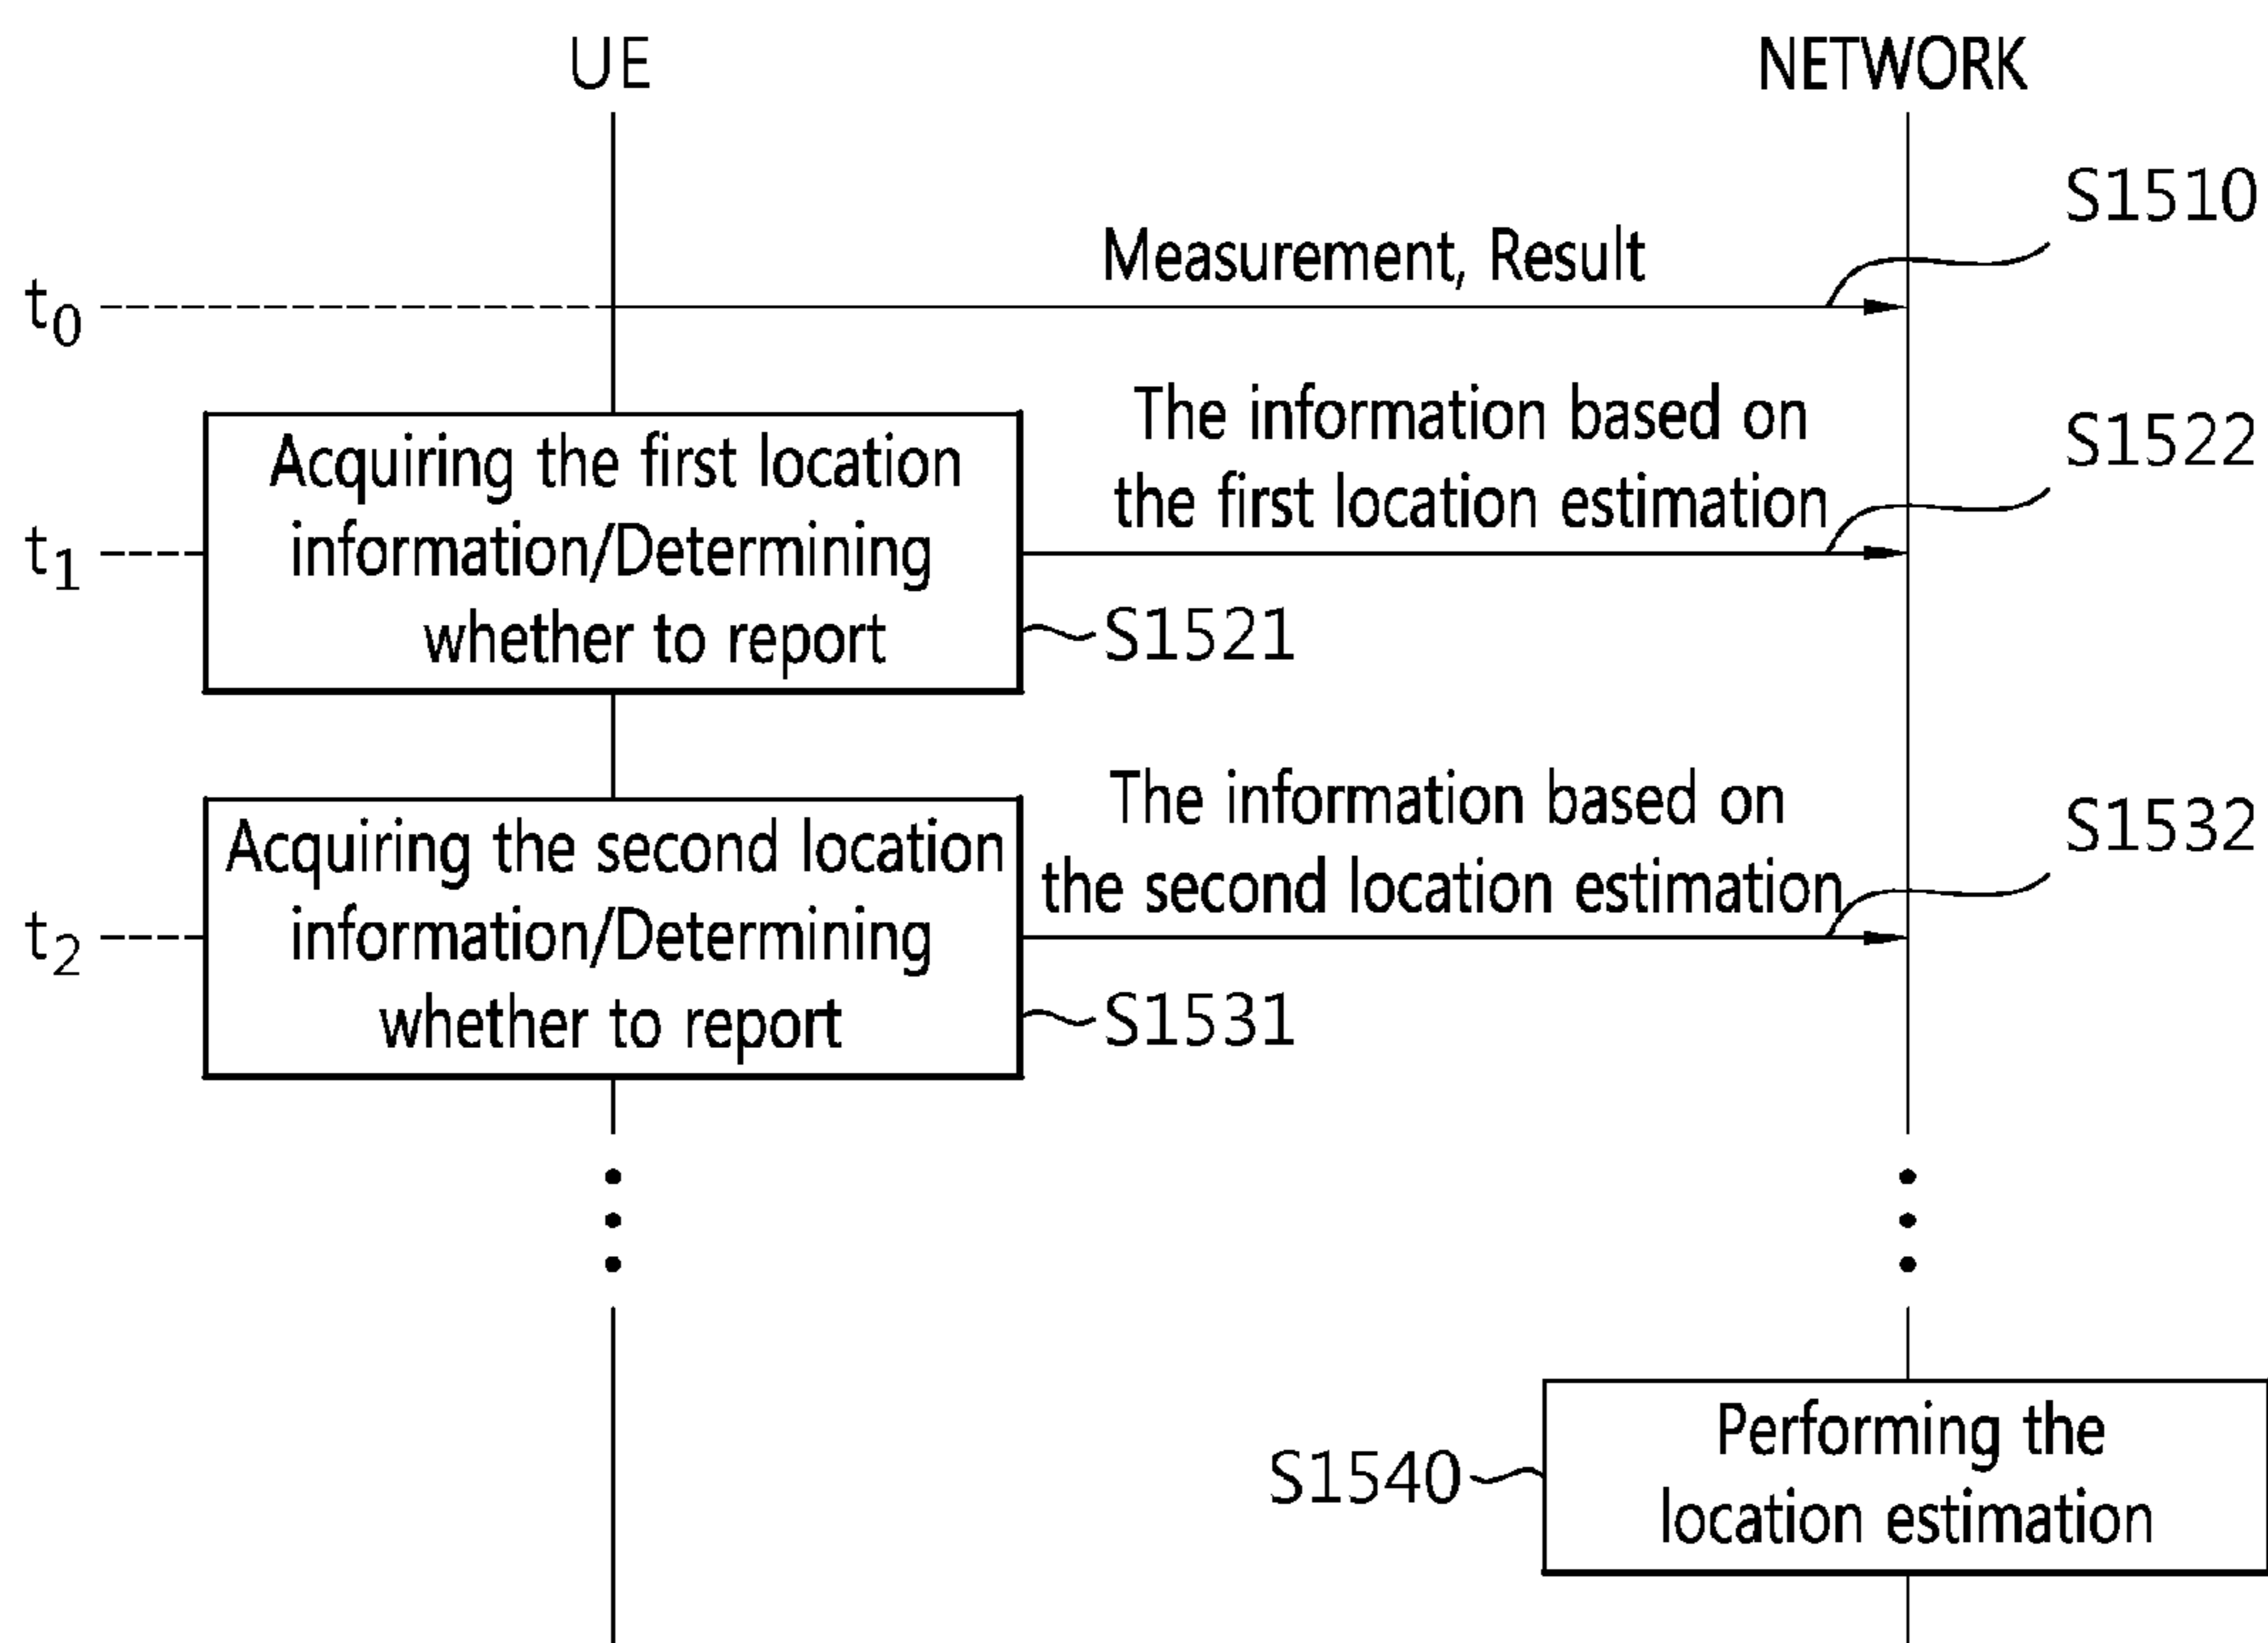 UE
NETWORK
S1510
Measurement, Result
t0
The information based on
the first location estimation
S1522
Acquiring the first location
information/Determining
whether to report
t1
S1521
The information based on
the second location estimation
S1532
Acquiring the second location
information/Determining
whether to report
t2
S1531
S1540
Performing the
location estimation